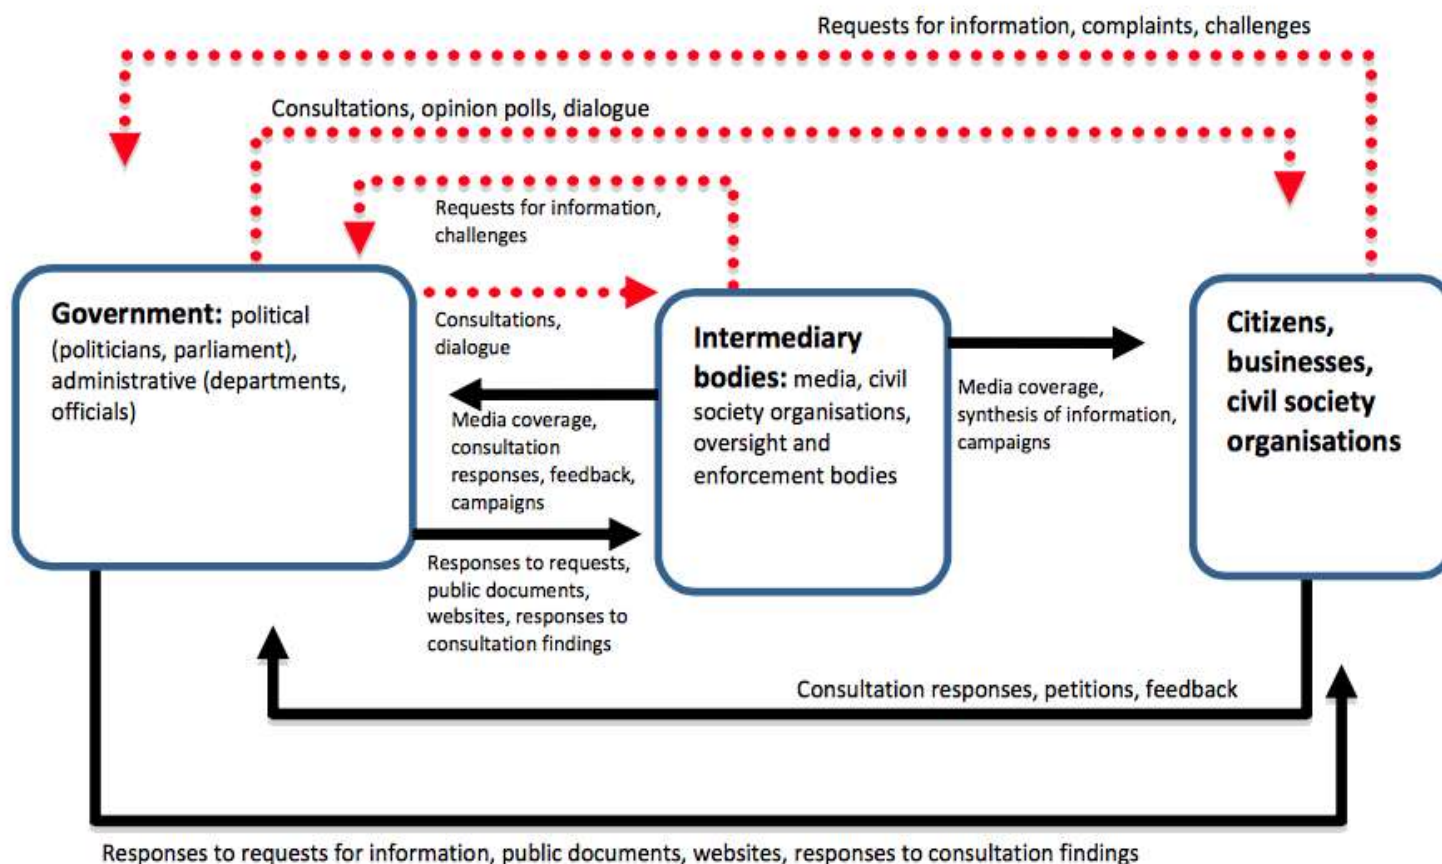 Requests for information, complaints, challenges
Consultations, opinion polls, dialogue
Requests for information,
challenges
Government: political
(politicians, parliament),
administrative (departments,
officials)
Consultations,
dialogue
Media coverage,
consultation
responses, feedback,
campaigns
Responses to requests,
public documents,
websites, responses to
consultation findings
Intermediary
bodies: media, civil
society organisations,
oversight and
enforcement bodies
Media coverage,
synthesis of information,
campaigns
Citizens,
businesses,
civil society
organisations
Consultation responses, petitions, feedback
Responses to requests for information, public documents, websites, responses to consultation findings